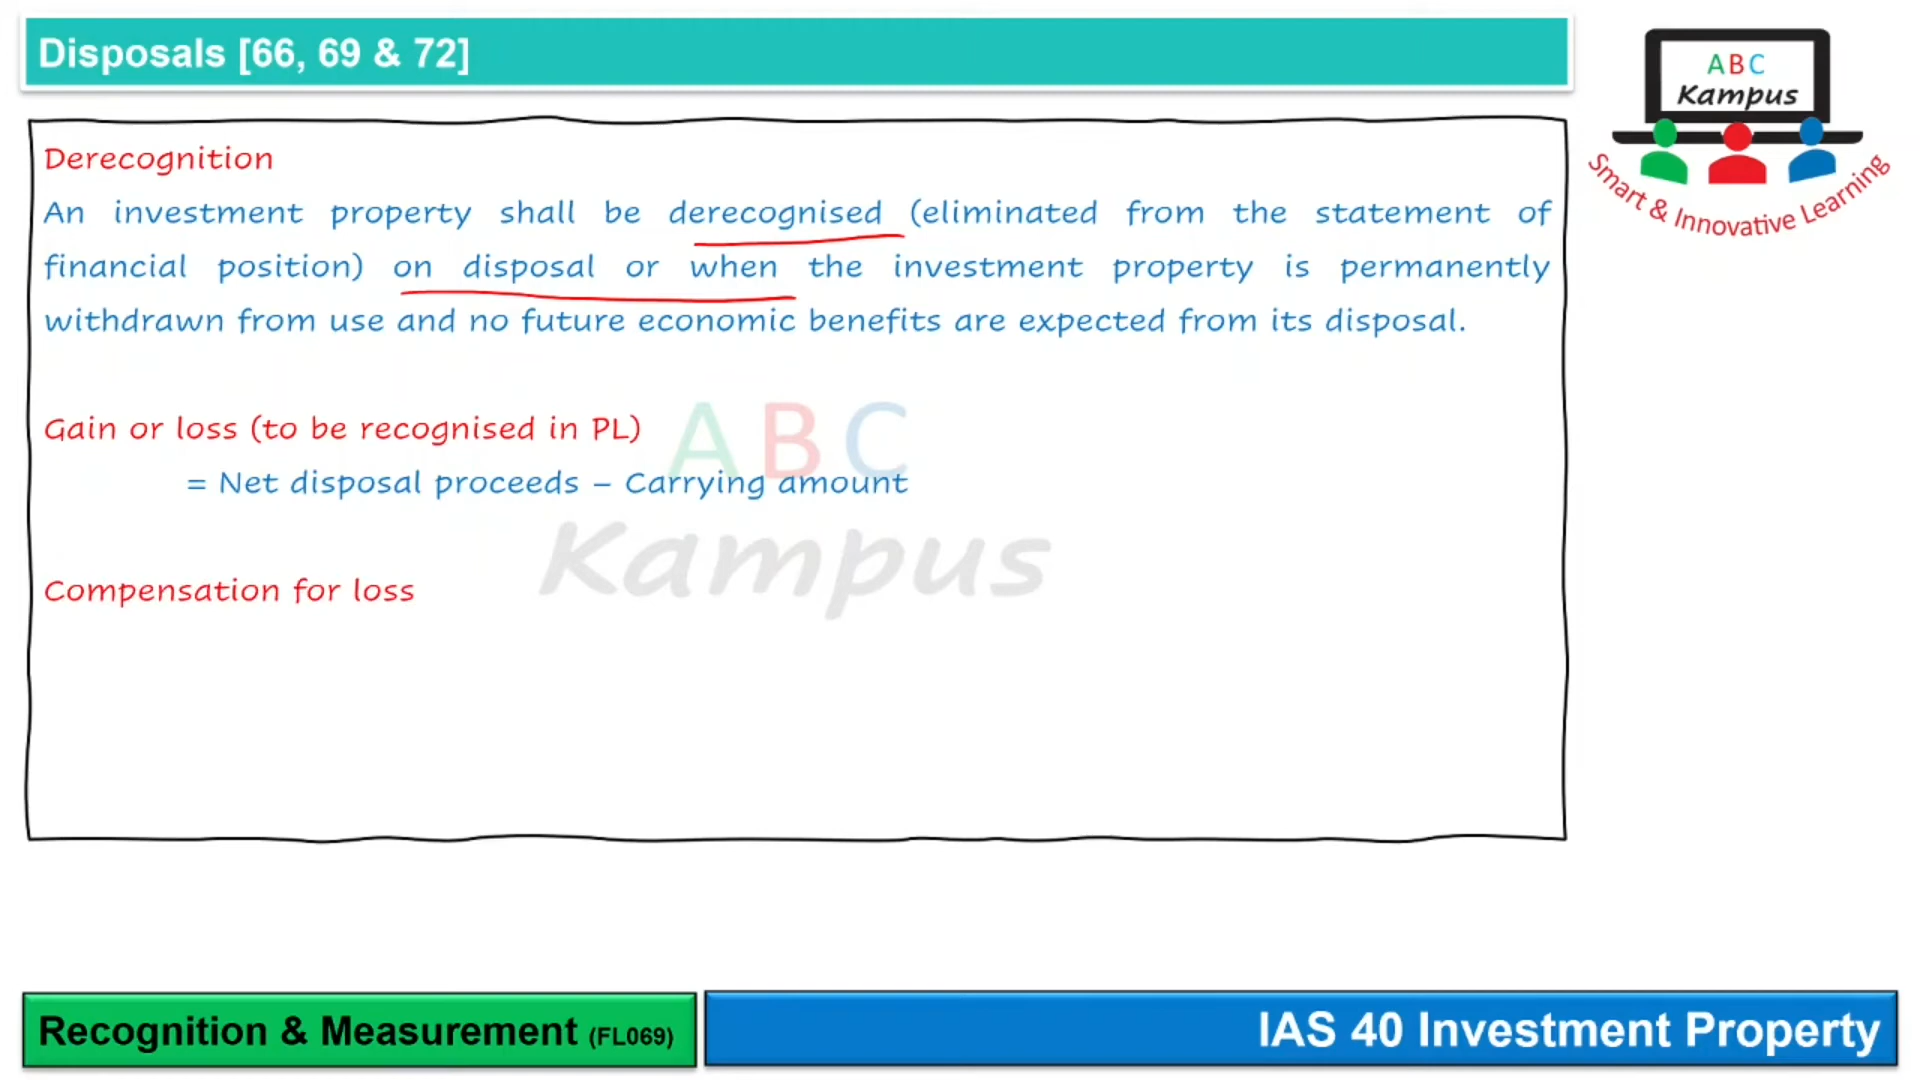 Disposals [66, 69 & 72]
ABC
Kampus
Smart & Innovative Learning
Derecognition
An investment property shall be derecognised (eliminated from the statement of
financial position) on disposal or when the investment property is permanently
withdrawn from use and no future economic benefits are expected from its disposal.
Gain or loss (to be recognised in PL)
= Net disposal proceeds – Carrying amount
ABC
Kampus
Compensation for loss
Recognition & Measurement (FL069)
IAS 40 Investment Property